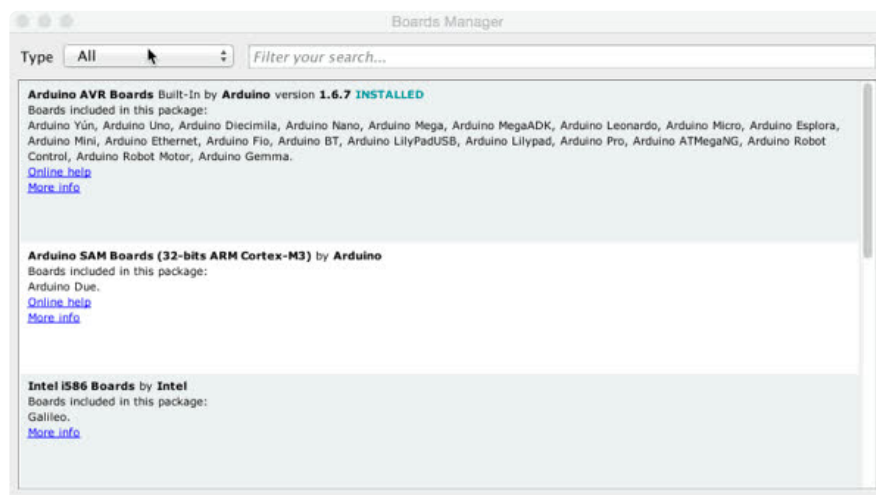 Boards Manager
Type All Filter your search...
Arduino AVR Boards Built-In by Arduino version 1.6.7 INSTALLED
Boards included in this package:
Arduino Yún, Arduino Uno, Arduino Diecimila, Arduino Nano, Arduino Mega, Arduino MegaADK, Arduino Leonardo, Arduino Micro, Arduino Esplora,
Arduino Mini, Arduino Ethernet, Arduino Fio, Arduino BT, Arduino LilyPadUSB, Arduino Lilypad, Arduino Pro, Arduino ATMegaNG, Arduino Robot
Control, Arduino Robot Motor, Arduino Gemma.
Online help
More info
Arduino SAM Boards (32-bits ARM Cortex-M3) by Arduino
Boards included in this package:
Arduino Due.
Online help
More info
Intel i586 Boards by Intel
Boards included in this package:
Galileo.
More info